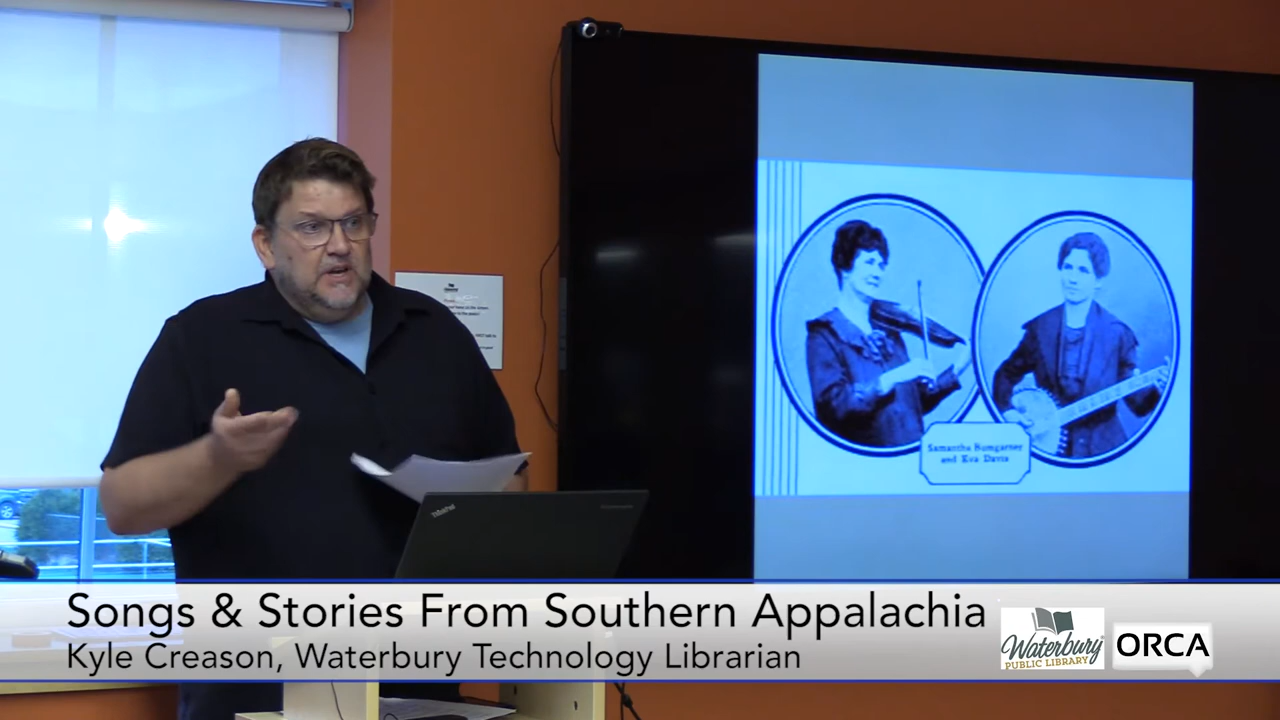 Samantha Bumgarner
and Eva Davis
ThinkPad
Songs & Stories From Southern Appalachia
Kyle Creason, Waterbury Technology Librarian
Waterbury
PUBLIC LIBRARY
ORCA